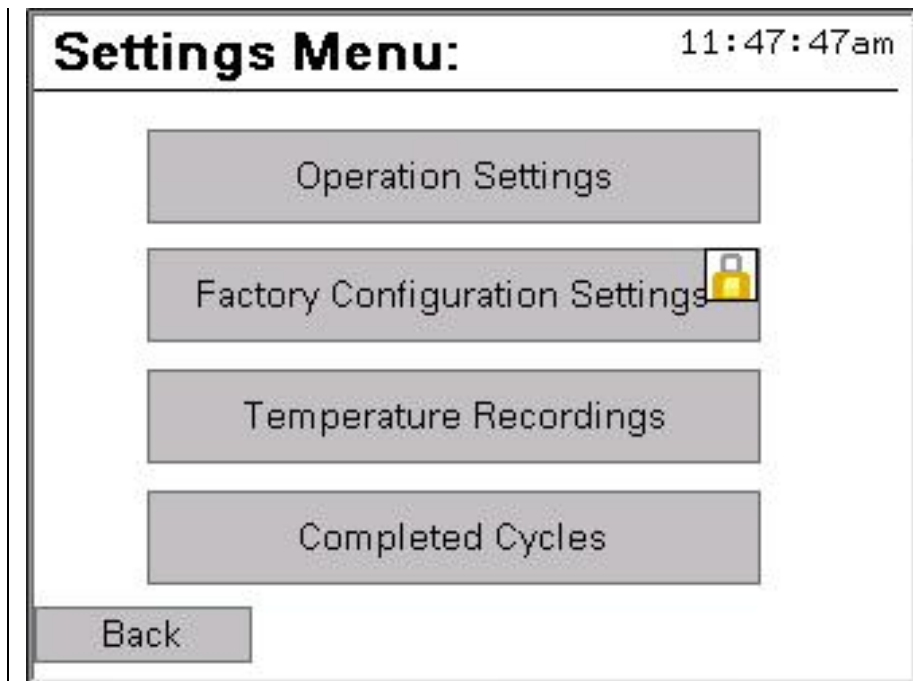 Settings Menu:
11:47:47am
Operation Settings
Factory Configuration Settings
Temperature Recordings
Completed Cycles
Back